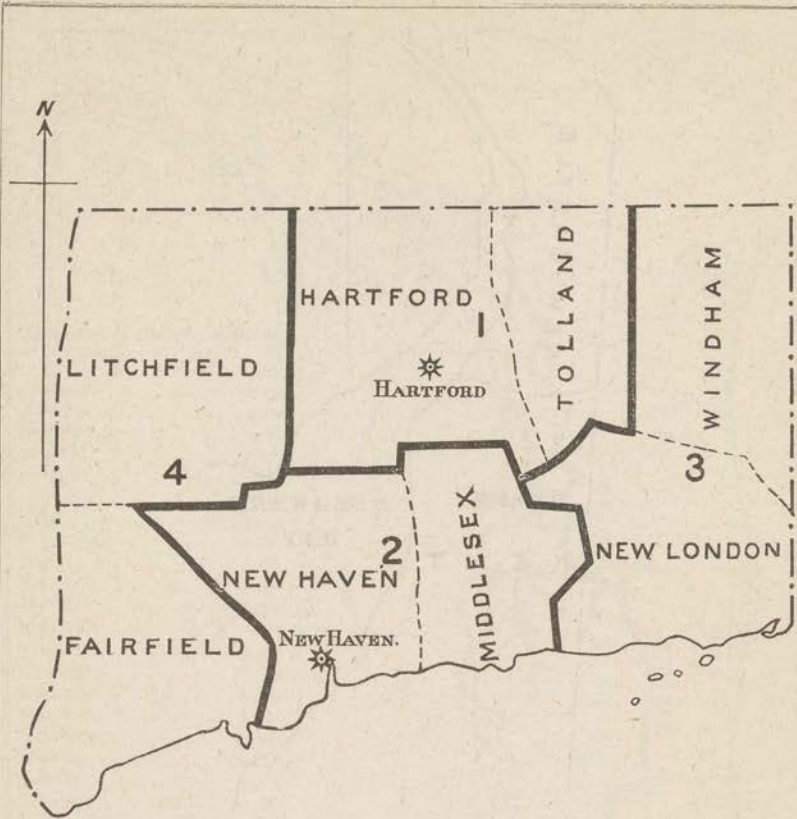 N
HARTFORD
1
TOLLAND
WINDHAM
LITCHFIELD
HARTFORD
4
3
2
MIDDLESEX
NEW LONDON
NEW HAVEN
NEW HAVEN.
FAIRFIELD